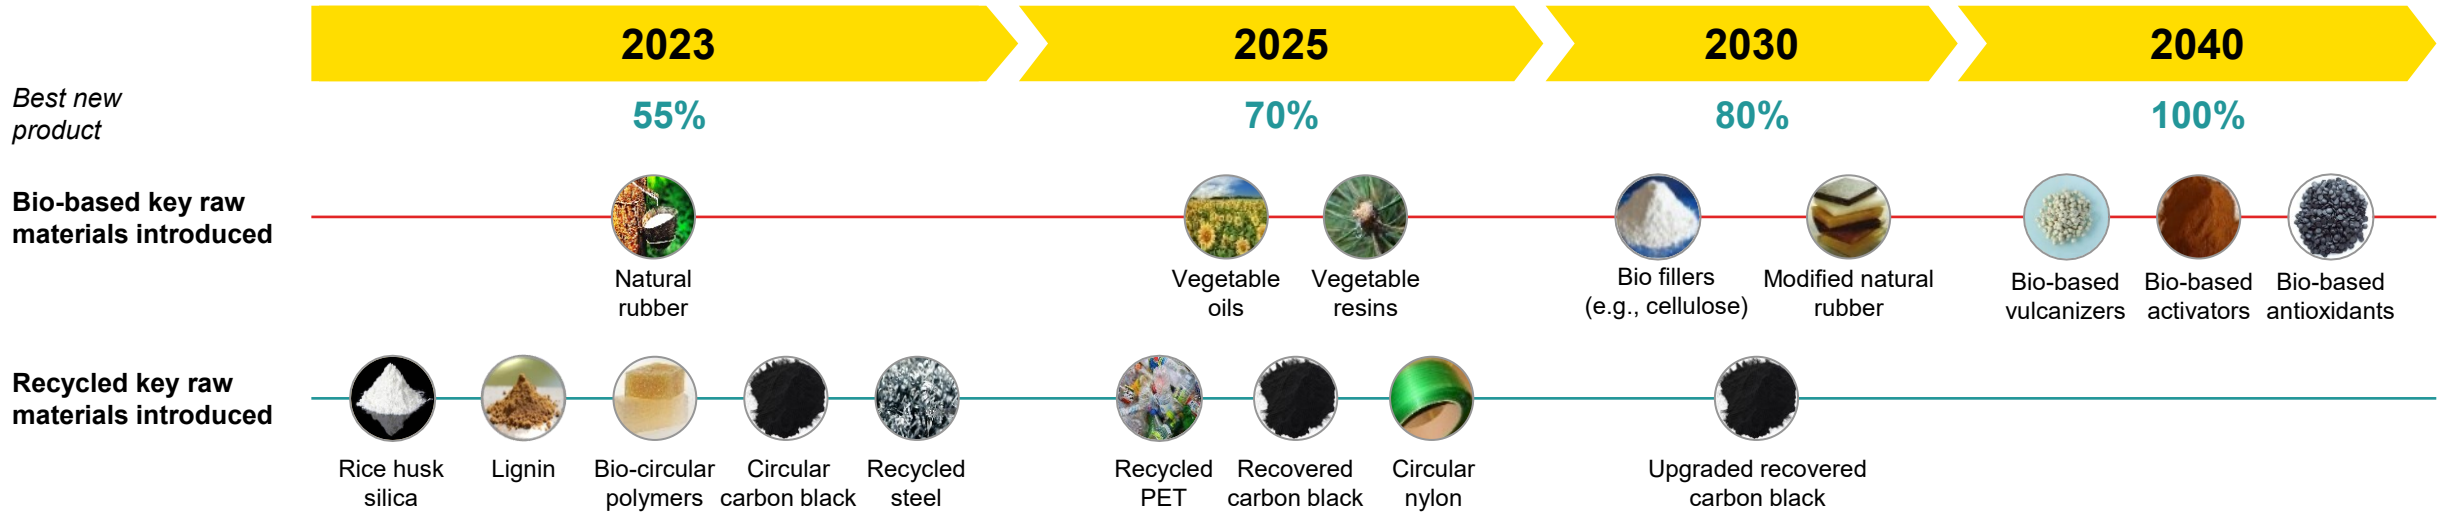 2023
2025
2030
2040
Best new
product
55%
70%
80%
100%
Bio-based key raw
materials introduced
Natural
rubber
Vegetable
oils
Vegetable
resins
Bio fillers
(e.g., cellulose)
Modified natural
rubber
Bio-based
vulcanizers
Bio-based
activators
Bio-based
antioxidants
Recycled key raw
materials introduced
Rice husk
silica
Lignin
Bio-circular
polymers
Circular
carbon black
Recycled
steel
Recycled
PET
Recovered
carbon black
Circular
nylon
Upgraded recovered
carbon black